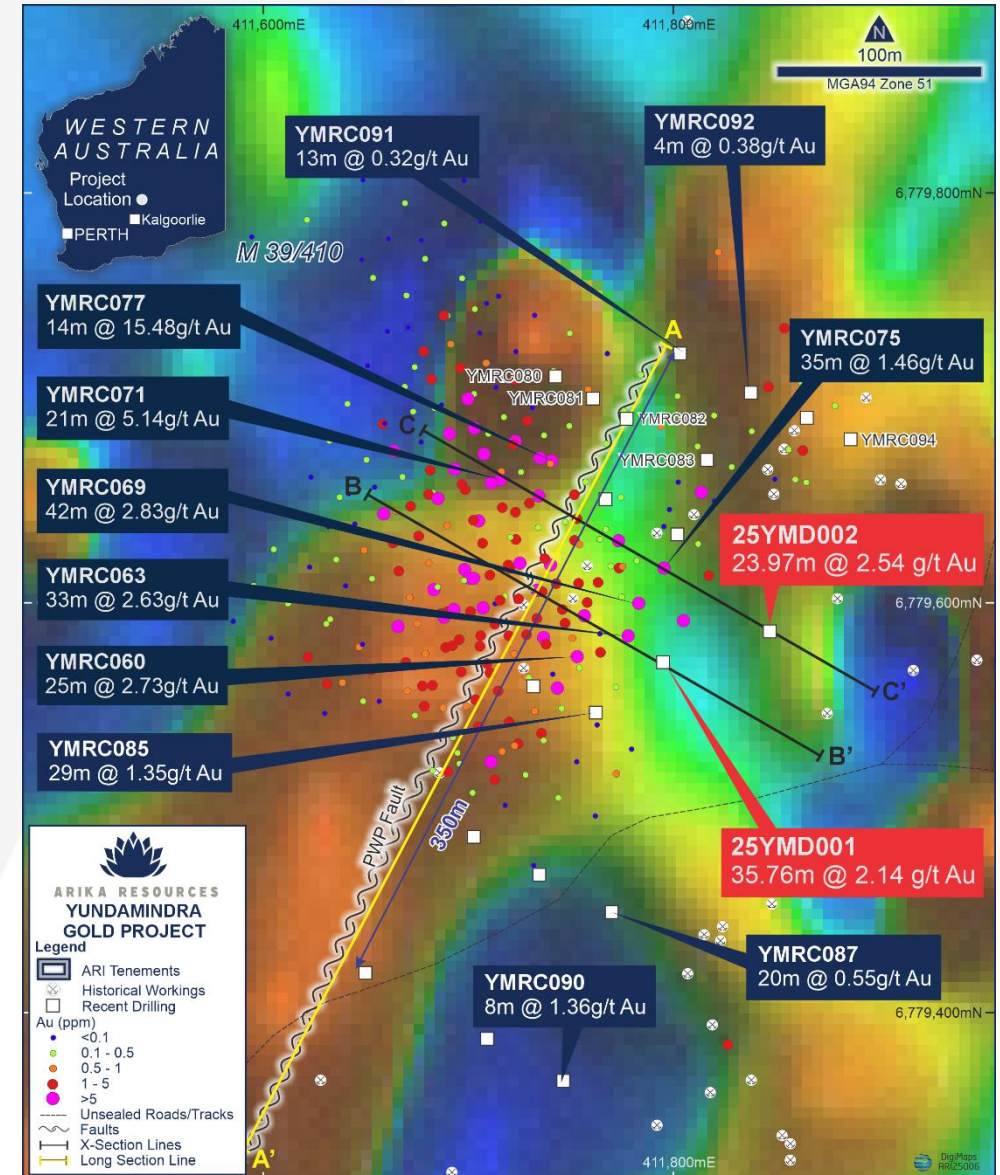 411,600mE
411,800mE
N
100m
MGA94 Zone 51
WESTERN
AUSTRALIA
Project
Location
Kalgoorlie
PERTH
M 39/410
YMRC091
13m @ 0.32g/t Au
YMRC092
4m @ 0.38g/t Au
6,779,800mN
YMRC077
14m @ 15.48g/t Au
YMRC071
21m @ 5.14g/t Au
YMRC069
42m @ 2.83g/t Au
YMRC063
33m @ 2.63g/t Au
YMRC060
25m @ 2.73g/t Au
YMRC085
29m @ 1.35g/t Au
A
YMRC075
35m @ 1.46g/t Au
YMRC080
YMRC081
YMRC082
YMRC083
YMRC094
C
B
25YMD002
23.97m @ 2.54 g/t Au
6,779,600mN
C'
B'
PWP Fault
350m
25YMD001
35.76m @ 2.14 g/t Au
YMRC087
20m @ 0.55g/t Au
YMRC090
8m @ 1.36g/t Au
6,779,400mN
ARIKA RESOURCES
YUNDAMINDRA
GOLD PROJECT
Legend
ARI Tenements
Historical Workings
Recent Drilling
Au (ppm)
<0.1
0.1 - 0.5
0.5 - 1
1 - 5
>5
Unsealed Roads/Tracks
Faults
X-Section Lines
Long Section Line
A'
411,800mE
DigiMaps
ARI25006